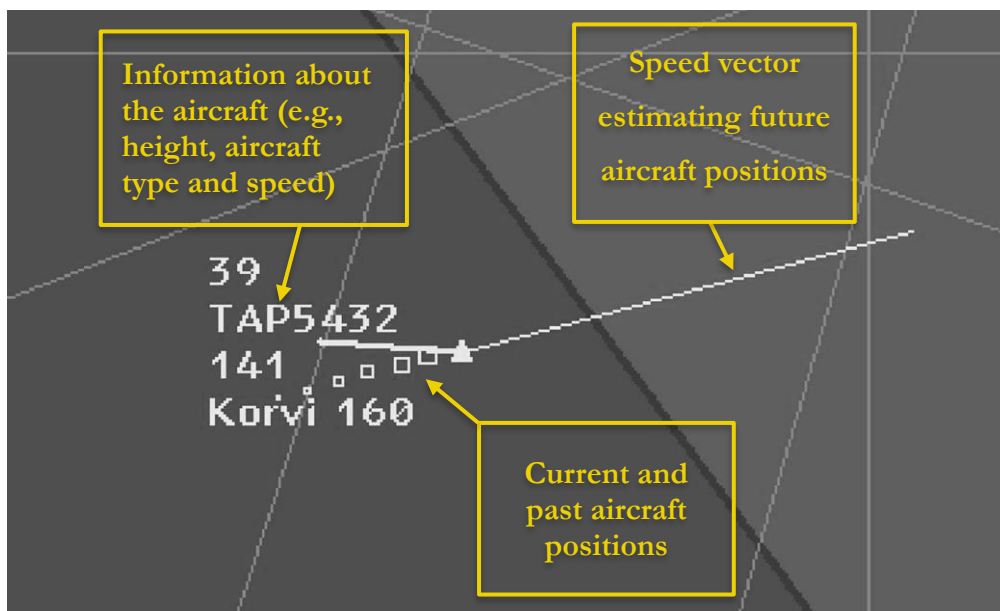 Information about
the aircraft (e.g.,
height, aircraft
type and speed)
Speed vector
estimating future
aircraft positions
39
TAP5432
141
Korvi 160
Current and
past aircraft
positions